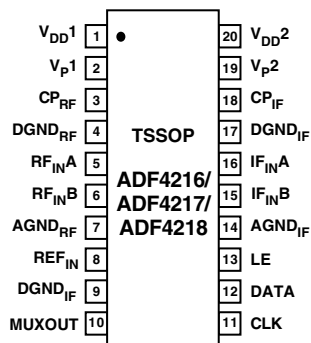 VDD1 1 20 VDD2
VP1 2 19 VP2
CPRF 3 18 CPIF
DGNDRF 4 TSSOP 17 DGNDIF
RFINA 5 16 IFINA
ADF4216/
RFINB 6 ADF4217/ 15 IFINB
AGNDRF 7 ADF4218 14 AGNDIF
REFIN 8 13 LE
DGNDIF 9 12 DATA
MUXOUT 10 11 CLK